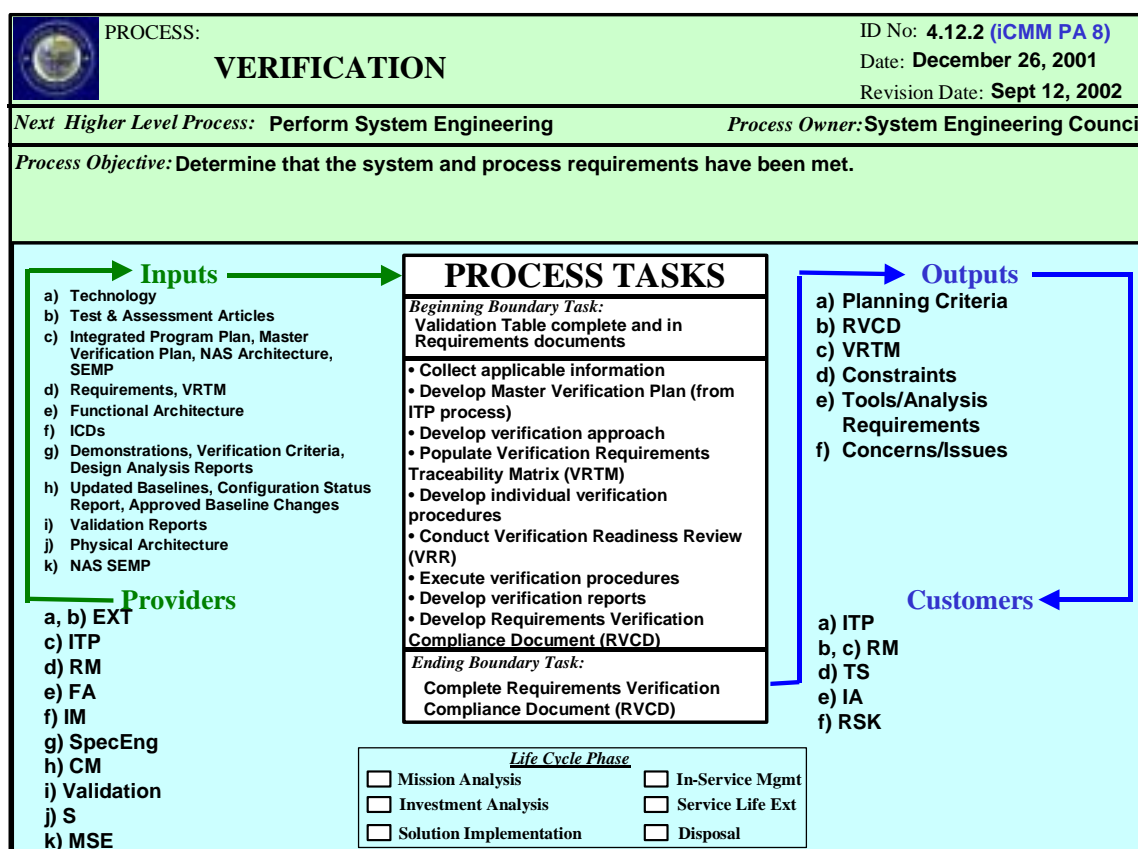 PROCESS:
VERIFICATION
ID No: 4.12.2 (iCMM PA 8)
Date: December 26, 2001
Revision Date: Sept 12, 2002
Next Higher Level Process: Perform System Engineering
Process Owner: System Engineering Counci
Process Objective: Determine that the system and process requirements have been met.
Inputs
a) Technology
b) Test & Assessment Articles
c) Integrated Program Plan, Master
Verification Plan, NAS Architecture,
SEMP
d) Requirements, VRTM
e) Functional Architecture
f) ICDs
g) Demonstrations, Verification Criteria,
Design Analysis Reports
h) Updated Baselines, Configuration Status
Report, Approved Baseline Changes
i) Validation Reports
j) Physical Architecture
k) NAS SEMP
Providers
a, b) EXT
c) ITP
d) RM
e) FA
f) IM
g) SpecEng
h) CM
i) Validation
j) S
k) MSE
PROCESS TASKS
Beginning Boundary Task:
Validation Table complete and in
Requirements documents
• Collect applicable information
• Develop Master Verification Plan (from
ITP process)
• Develop verification approach
• Populate Verification Requirements
Traceability Matrix (VRTM)
• Develop individual verification
procedures
• Conduct Verification Readiness Review
(VRR)
• Execute verification procedures
• Develop verification reports
• Develop Requirements Verification
Compliance Document (RVCD)
Ending Boundary Task:
Complete Requirements Verification
Compliance Document (RVCD)
Outputs
a) Planning Criteria
b) RVCD
c) VRTM
d) Constraints
e) Tools/Analysis
Requirements
f) Concerns/Issues
Customers
a) ITP
b, c) RM
d) TS
e) IA
f) RSK
Life Cycle Phase
Mission Analysis
In-Service Mgmt
Investment Analysis
Service Life Ext
Solution Implementation
Disposal